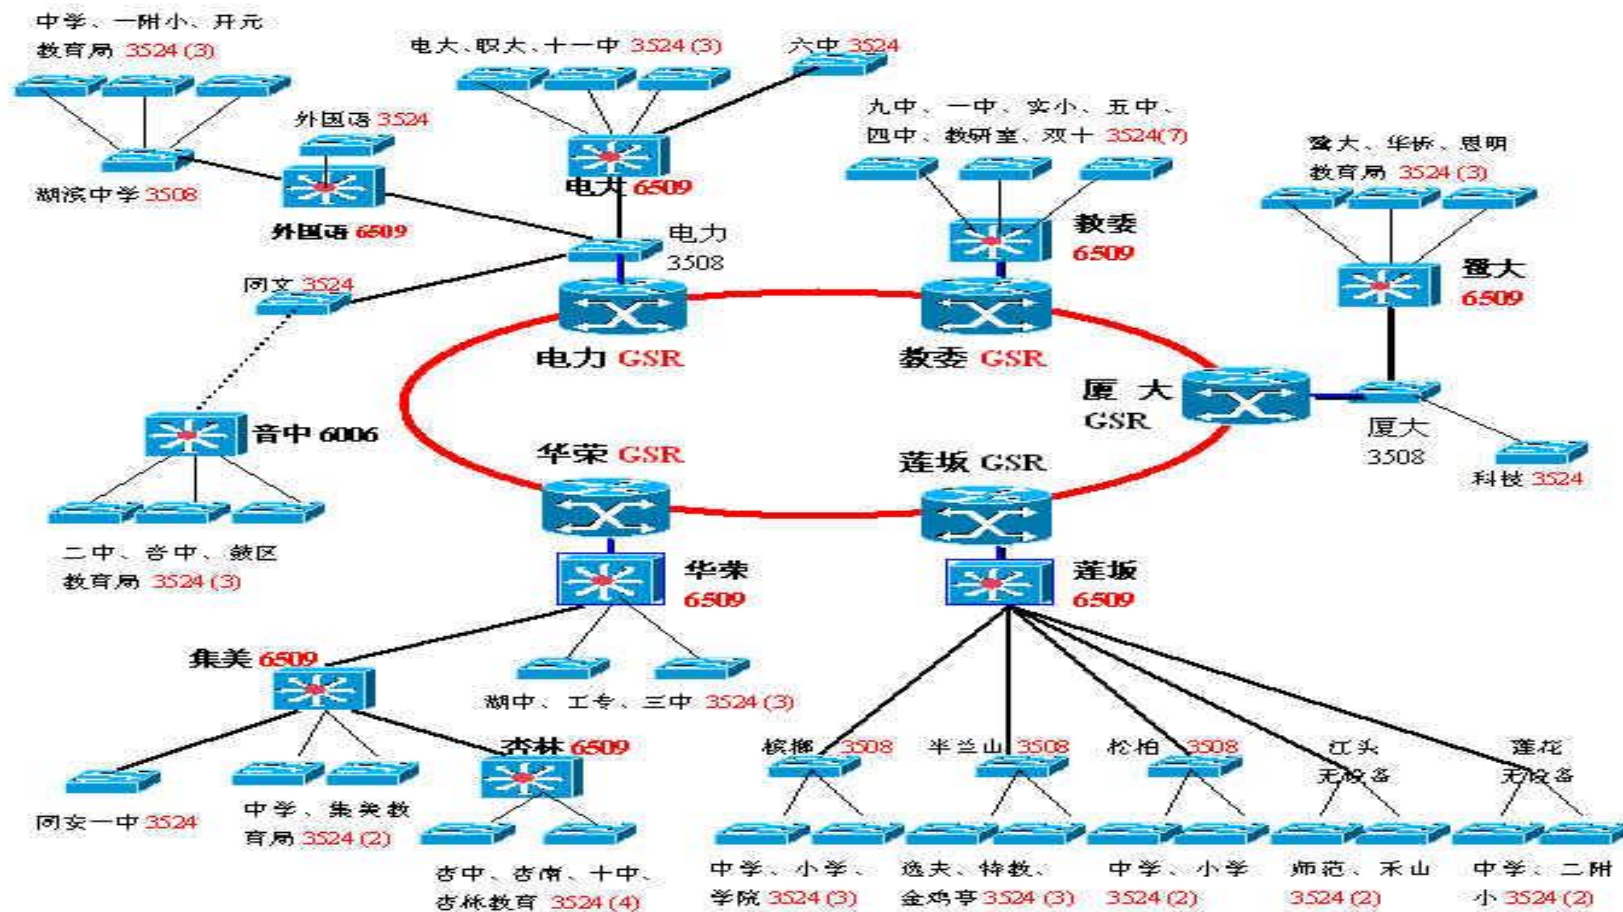 中学、一附小、开元
教育局 3524 (3)
电大、职大、十一中 3524 (3)
六中 3524
外国语 3524
九中、一中、实小、五中、
四中、教研室、双十 3524(7)
鹭大、华侨、思明
教育局 3524 (3)
湖滨中学 3508
外国语 6509
电大 6509
电力
3508
教委
6509
鹭大
6509
同文 3524
电力 GSR
教委 GSR
厦 大
GSR
厦大
3508
科技 3524
音中 6006
华荣 GSR
莲坂 GSR
二中、音中、鼓区
教育局 3524 (3)
华荣
6509
莲坂
6509
集美 6509
湖中、工专、三中 3524 (3)
杏林 6509
槟榔 3508
半兰山 3508
松柏 3508
江头
无设备
莲花
无设备
同安一中 3524
中学、集美教
育局 3524 (2)
杏中、杏南、十中、
杏林教育 3524 (4)
中学、小学、
学院 3524 (3)
逸夫、特教、
金鸡亭 3524 (3)
中学、小学
3524 (2)
师范、禾山
3524 (2)
中学、二附
小 3524 (2)